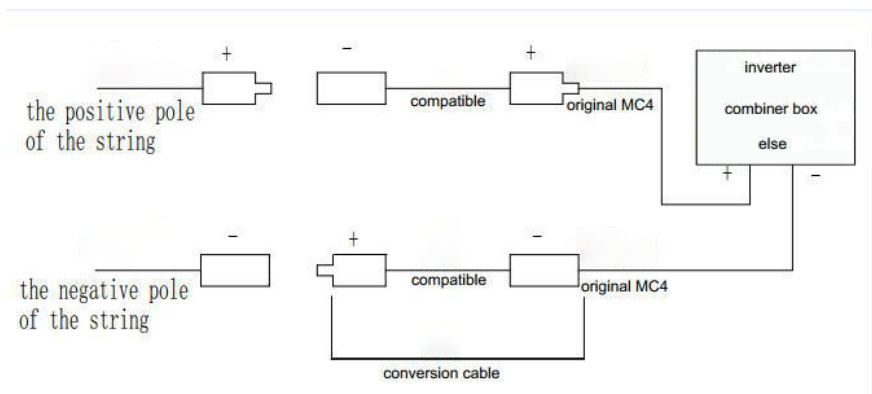 + − +
inverter
compatible
original MC4
combiner box
the positive pole
of the string
else
+ −
− + −
compatible
original MC4
the negative pole
of the string
conversion cable